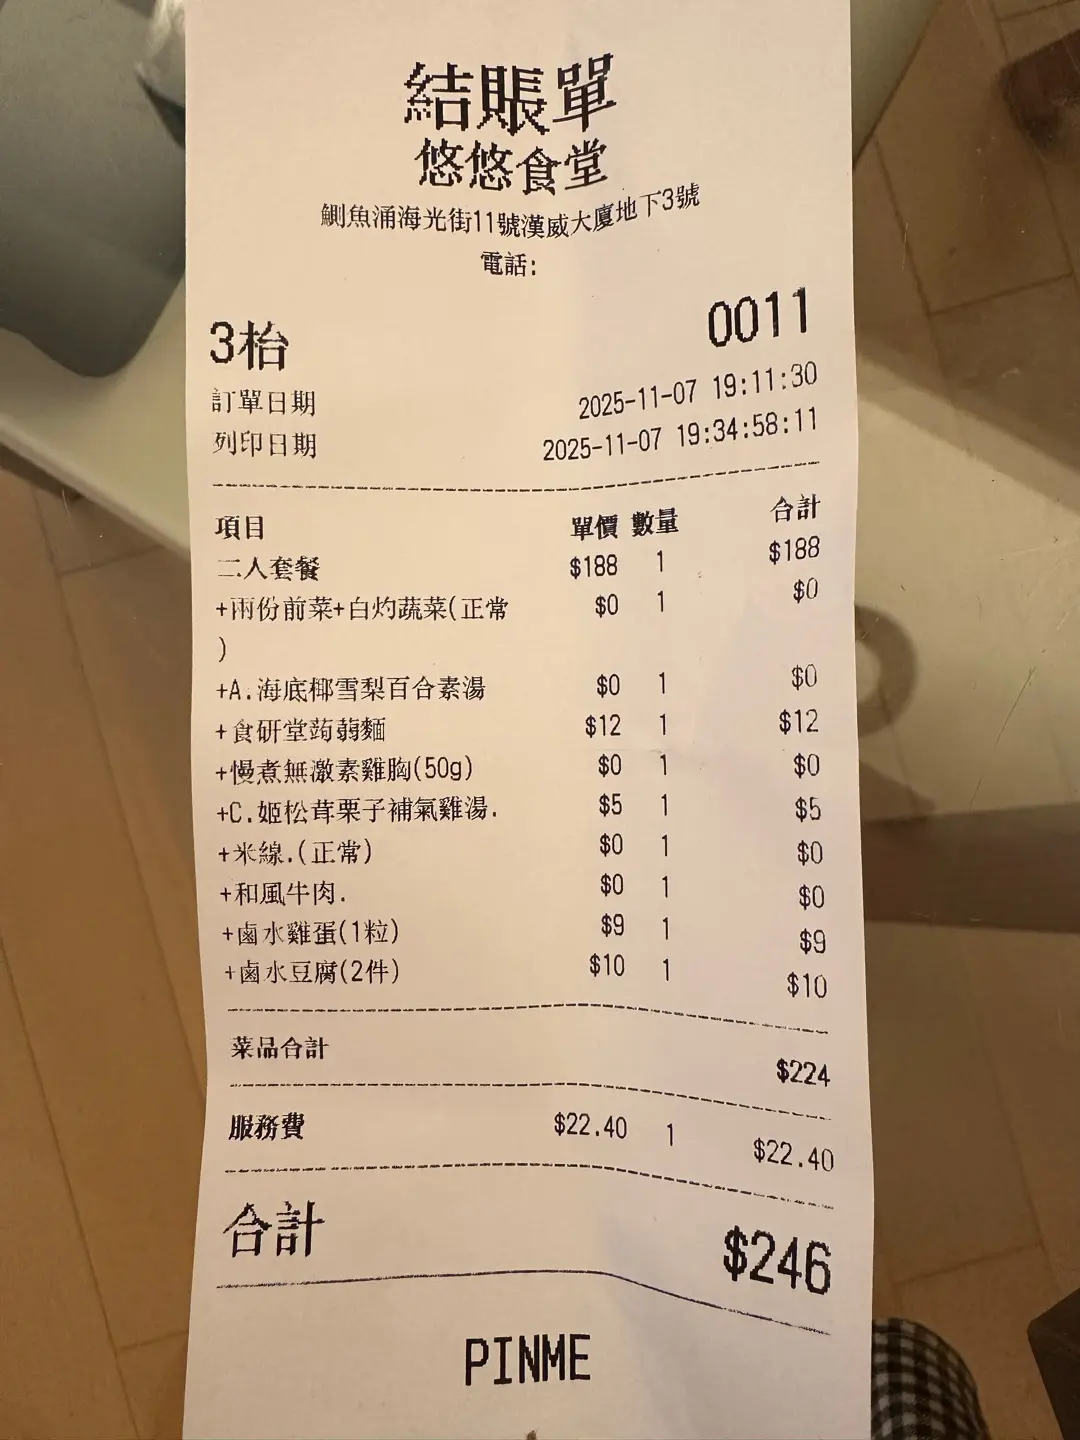 結賬單
悠悠食堂
鰂魚涌海光街11號漢威大廈地下3號
電話:
3枱 0011
訂單日期 2025-11-07 19:11:30
列印日期 2025-11-07 19:34:58:11
項目 單價 數量 合計
二人套餐 $188 1 $188
+兩份前菜+白灼蔬菜(正常 $0 1 $0
)
+A.海底椰雪梨百合素湯 $0 1 $0
+食研堂蒟蒻麵 $12 1 $12
+慢煮無激素雞胸(50g) $0 1 $0
+C.姬松茸栗子補氣雞湯. $5 1 $5
+米線.(正常) $0 1 $0
+和風牛肉. $0 1 $0
+鹵水雞蛋(1粒) $9 1 $9
+鹵水豆腐(2件) $10 1 $10
菜品合計 $224
服務費 $22.40 1 $22.40
合計 $246
PINME